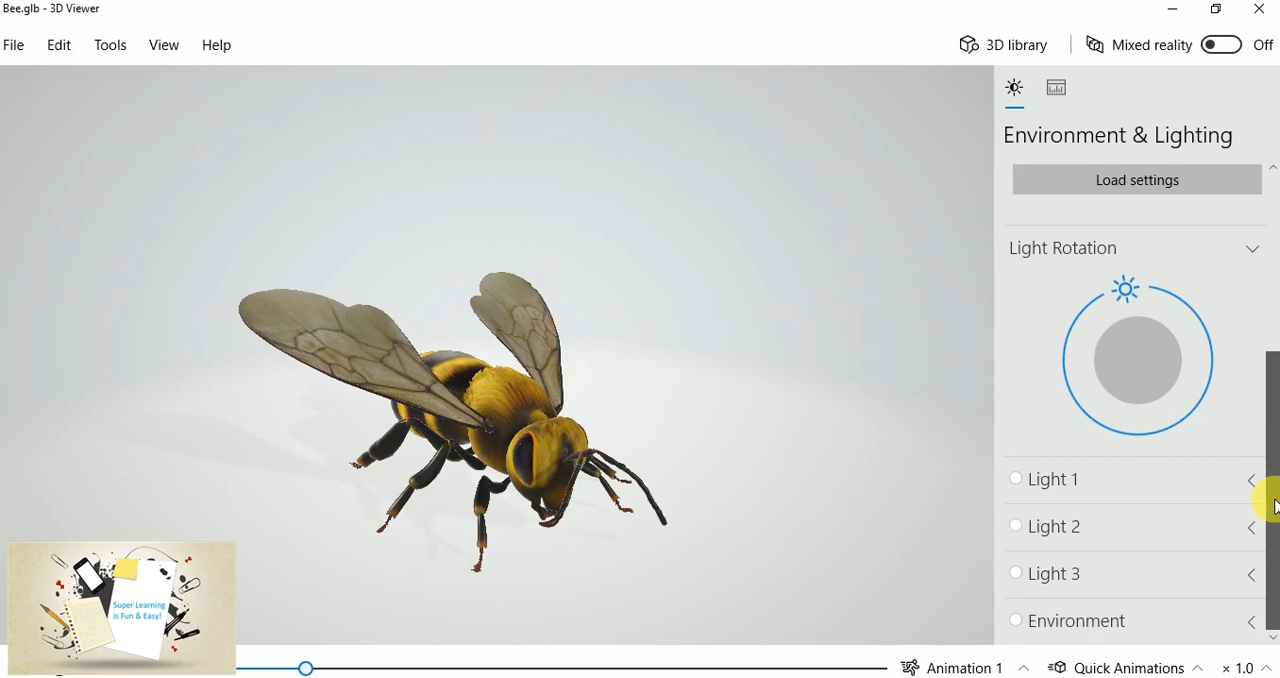 Bee.glb - 3D Viewer
File Edit Tools View Help
3D library Mixed reality Off
Environment & Lighting
Load settings
Light Rotation
Light 1
Light 2
Light 3
Environment
Super Learning
is Fun & Easy!
Animation 1 Quick Animations × 1.0